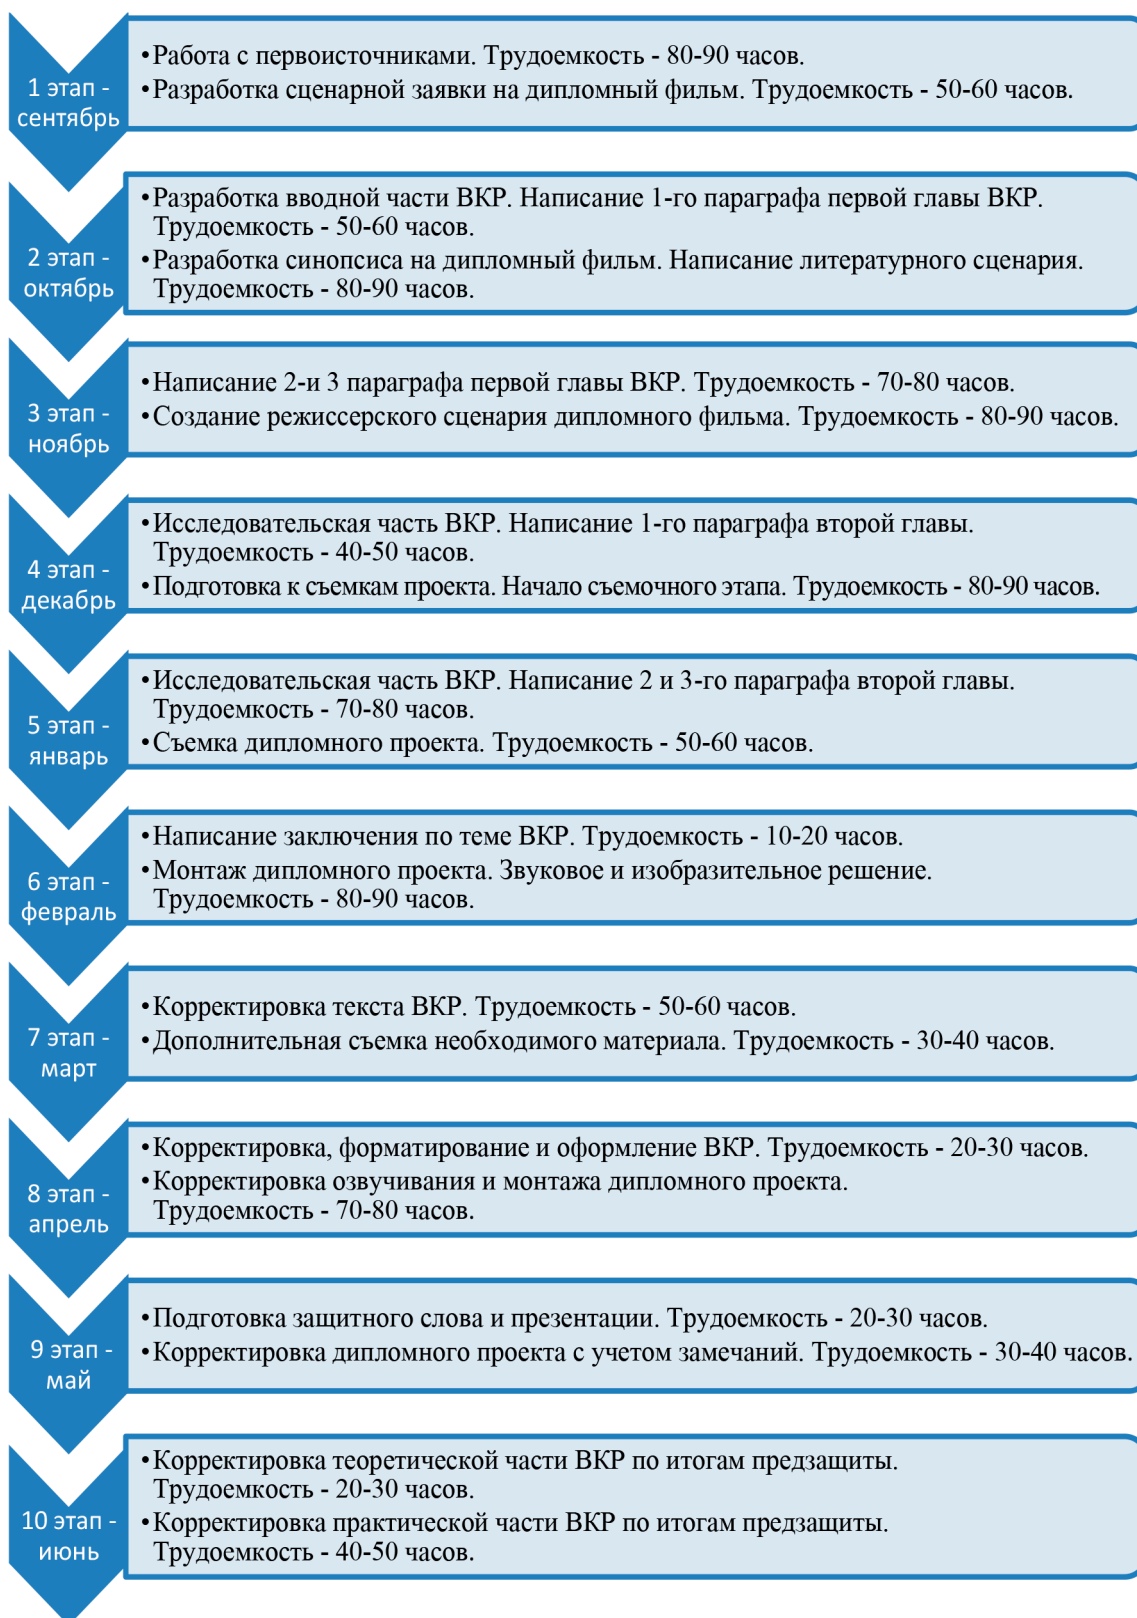 1 этап -
сентябрь
•Работа с первоисточниками. Трудоемкость - 80-90 часов.
•Разработка сценарной заявки на дипломный фильм. Трудоемкость - 50-60 часов.
2 этап -
октябрь
•Разработка вводной части ВКР. Написание 1-го параграфа первой главы ВКР.
Трудоемкость - 50-60 часов.
•Разработка синопсиса на дипломный фильм. Написание литературного сценария.
Трудоемкость - 80-90 часов.
3 этап -
ноябрь
•Написание 2-и 3 параграфа первой главы ВКР. Трудоемкость - 70-80 часов.
•Создание режиссерского сценария дипломного фильма. Трудоемкость - 80-90 часов.
4 этап -
декабрь
•Исследовательская часть ВКР. Написание 1-го параграфа второй главы.
Трудоемкость - 40-50 часов.
•Подготовка к съемкам проекта. Начало съемочного этапа. Трудоемкость - 80-90 часов.
5 этап -
январь
•Исследовательская часть ВКР. Написание 2 и 3-го параграфа второй главы.
Трудоемкость - 70-80 часов.
•Съемка дипломного проекта. Трудоемкость - 50-60 часов.
6 этап -
февраль
•Написание заключения по теме ВКР. Трудоемкость - 10-20 часов.
•Монтаж дипломного проекта. Звуковое и изобразительное решение.
Трудоемкость - 80-90 часов.
7 этап -
март
•Корректировка текста ВКР. Трудоемкость - 50-60 часов.
•Дополнительная съемка необходимого материала. Трудоемкость - 30-40 часов.
8 этап -
апрель
•Корректировка, форматирование и оформление ВКР. Трудоемкость - 20-30 часов.
•Корректировка озвучивания и монтажа дипломного проекта.
Трудоемкость - 70-80 часов.
9 этап -
май
•Подготовка защитного слова и презентации. Трудоемкость - 20-30 часов.
•Корректировка дипломного проекта с учетом замечаний. Трудоемкость - 30-40 часов.
10 этап -
июнь
•Корректировка теоретической части ВКР по итогам предзащиты.
Трудоемкость - 20-30 часов.
•Корректировка практической части ВКР по итогам предзащиты.
Трудоемкость - 40-50 часов.